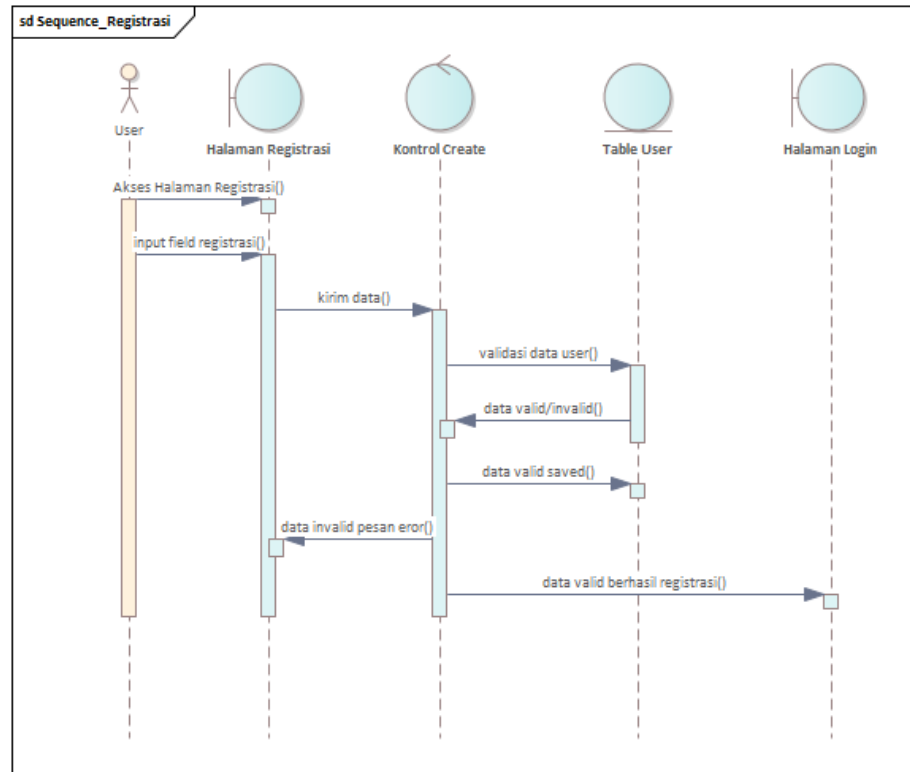 sd Sequence_Registrasi
User
Halaman Registrasi
Kontrol Create
Table User
Halaman Login
Akses Halaman Registrasi()
input field registrasi()
kirim data()
validasi data user()
data valid/invalid()
data valid saved()
data invalid pesan eror()
data valid berhasil registrasi()